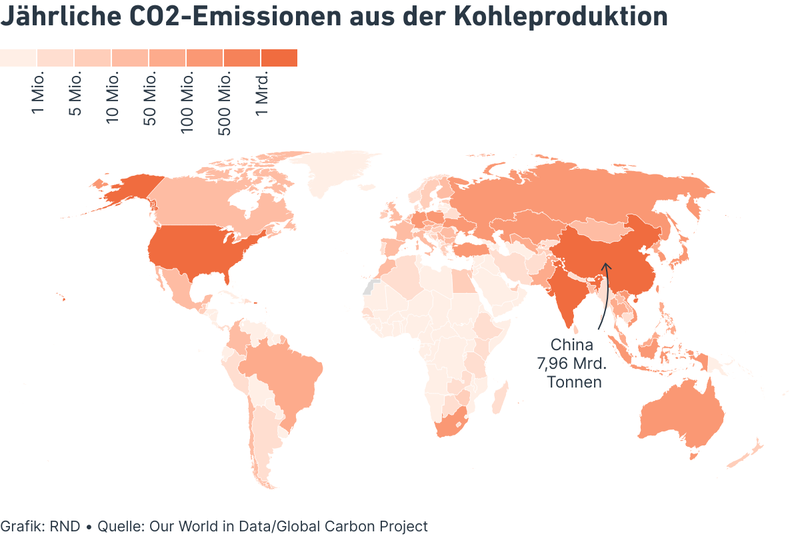 Jährliche CO2-Emissionen aus der Kohleproduktion
1 Mio.
5 Mio.
10 Mio.
50 Mio.
100 Mio.
500 Mio.
1 Mrd.
China
7,96 Mrd.
Tonnen
Grafik: RND • Quelle: Our World in Data/Global Carbon Project